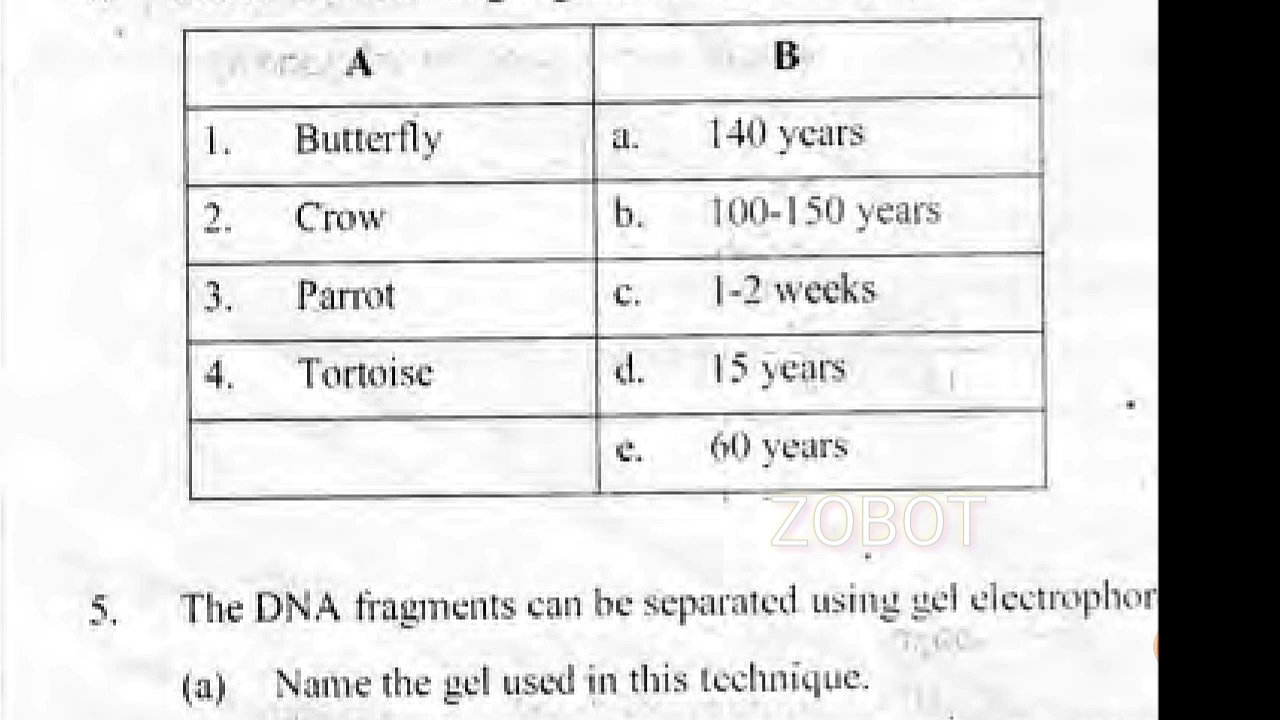 A B
1. Butterfly a. 140 years
2. Crow b. 100-150 years
3. Parrot c. 1-2 weeks
4. Tortoise d. 15 years
e. 60 years
ZOBOT
5. The DNA fragments can be separated using gel electrophor
(a) Name the gel used in this technique.